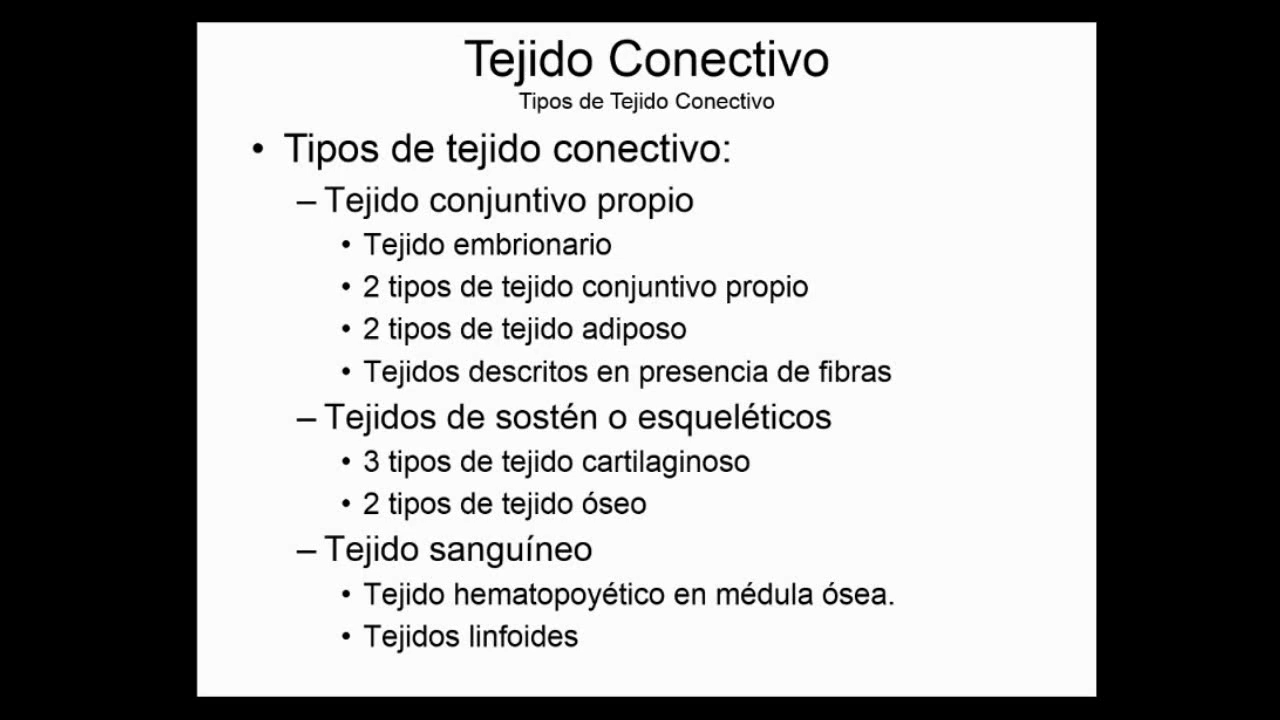 Tejido Conectivo
Tipos de Tejido Conectivo
• Tipos de tejido conectivo:
– Tejido conjuntivo propio
• Tejido embrionario
• 2 tipos de tejido conjuntivo propio
• 2 tipos de tejido adiposo
• Tejidos descritos en presencia de fibras
– Tejidos de sostén o esqueléticos
• 3 tipos de tejido cartilaginoso
• 2 tipos de tejido óseo
– Tejido sanguíneo
• Tejido hematopoyético en médula ósea.
• Tejidos linfoides